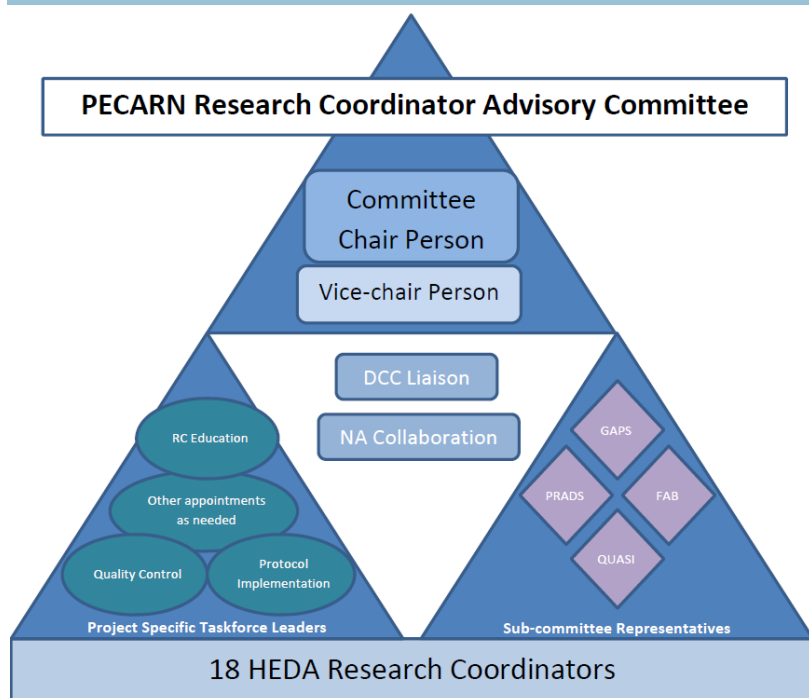 PECARN Research Coordinator Advisory Committee
Committee
Chair Person
Vice-chair Person
DCC Liaison
NA Collaboration
RC Education
Other appointments
as needed
Quality Control
Protocol
Implementation
Project Specific Taskforce Leaders
GAPS
PRADS
FAB
QUASI
Sub-committee Representatives
18 HEDA Research Coordinators